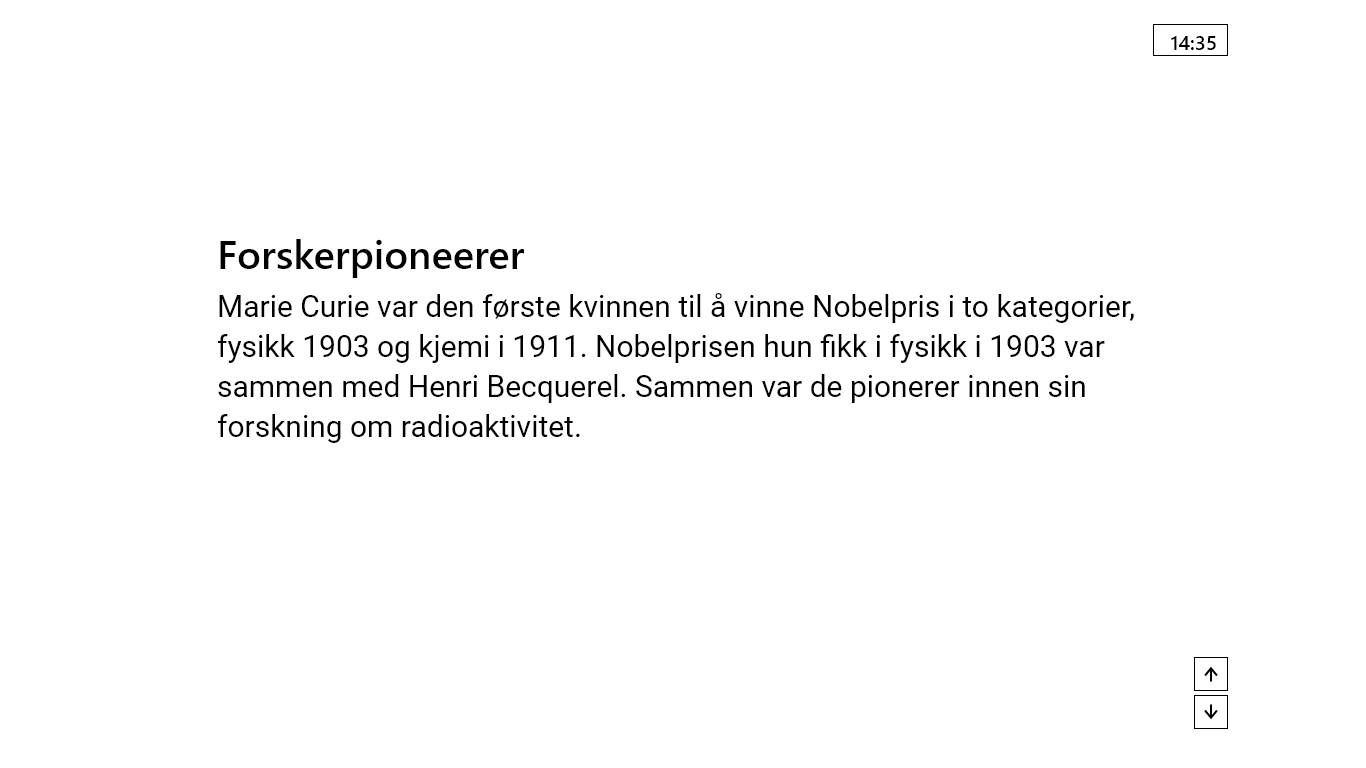 14:35
Forskerpioneerer
Marie Curie var den første kvinnen til å vinne Nobelpris i to kategorier,
fysikk 1903 og kjemi i 1911. Nobelprisen hun fikk i fysikk i 1903 var
sammen med Henri Becquerel. Sammen var de pionerer innen sin
forskning om radioaktivitet.